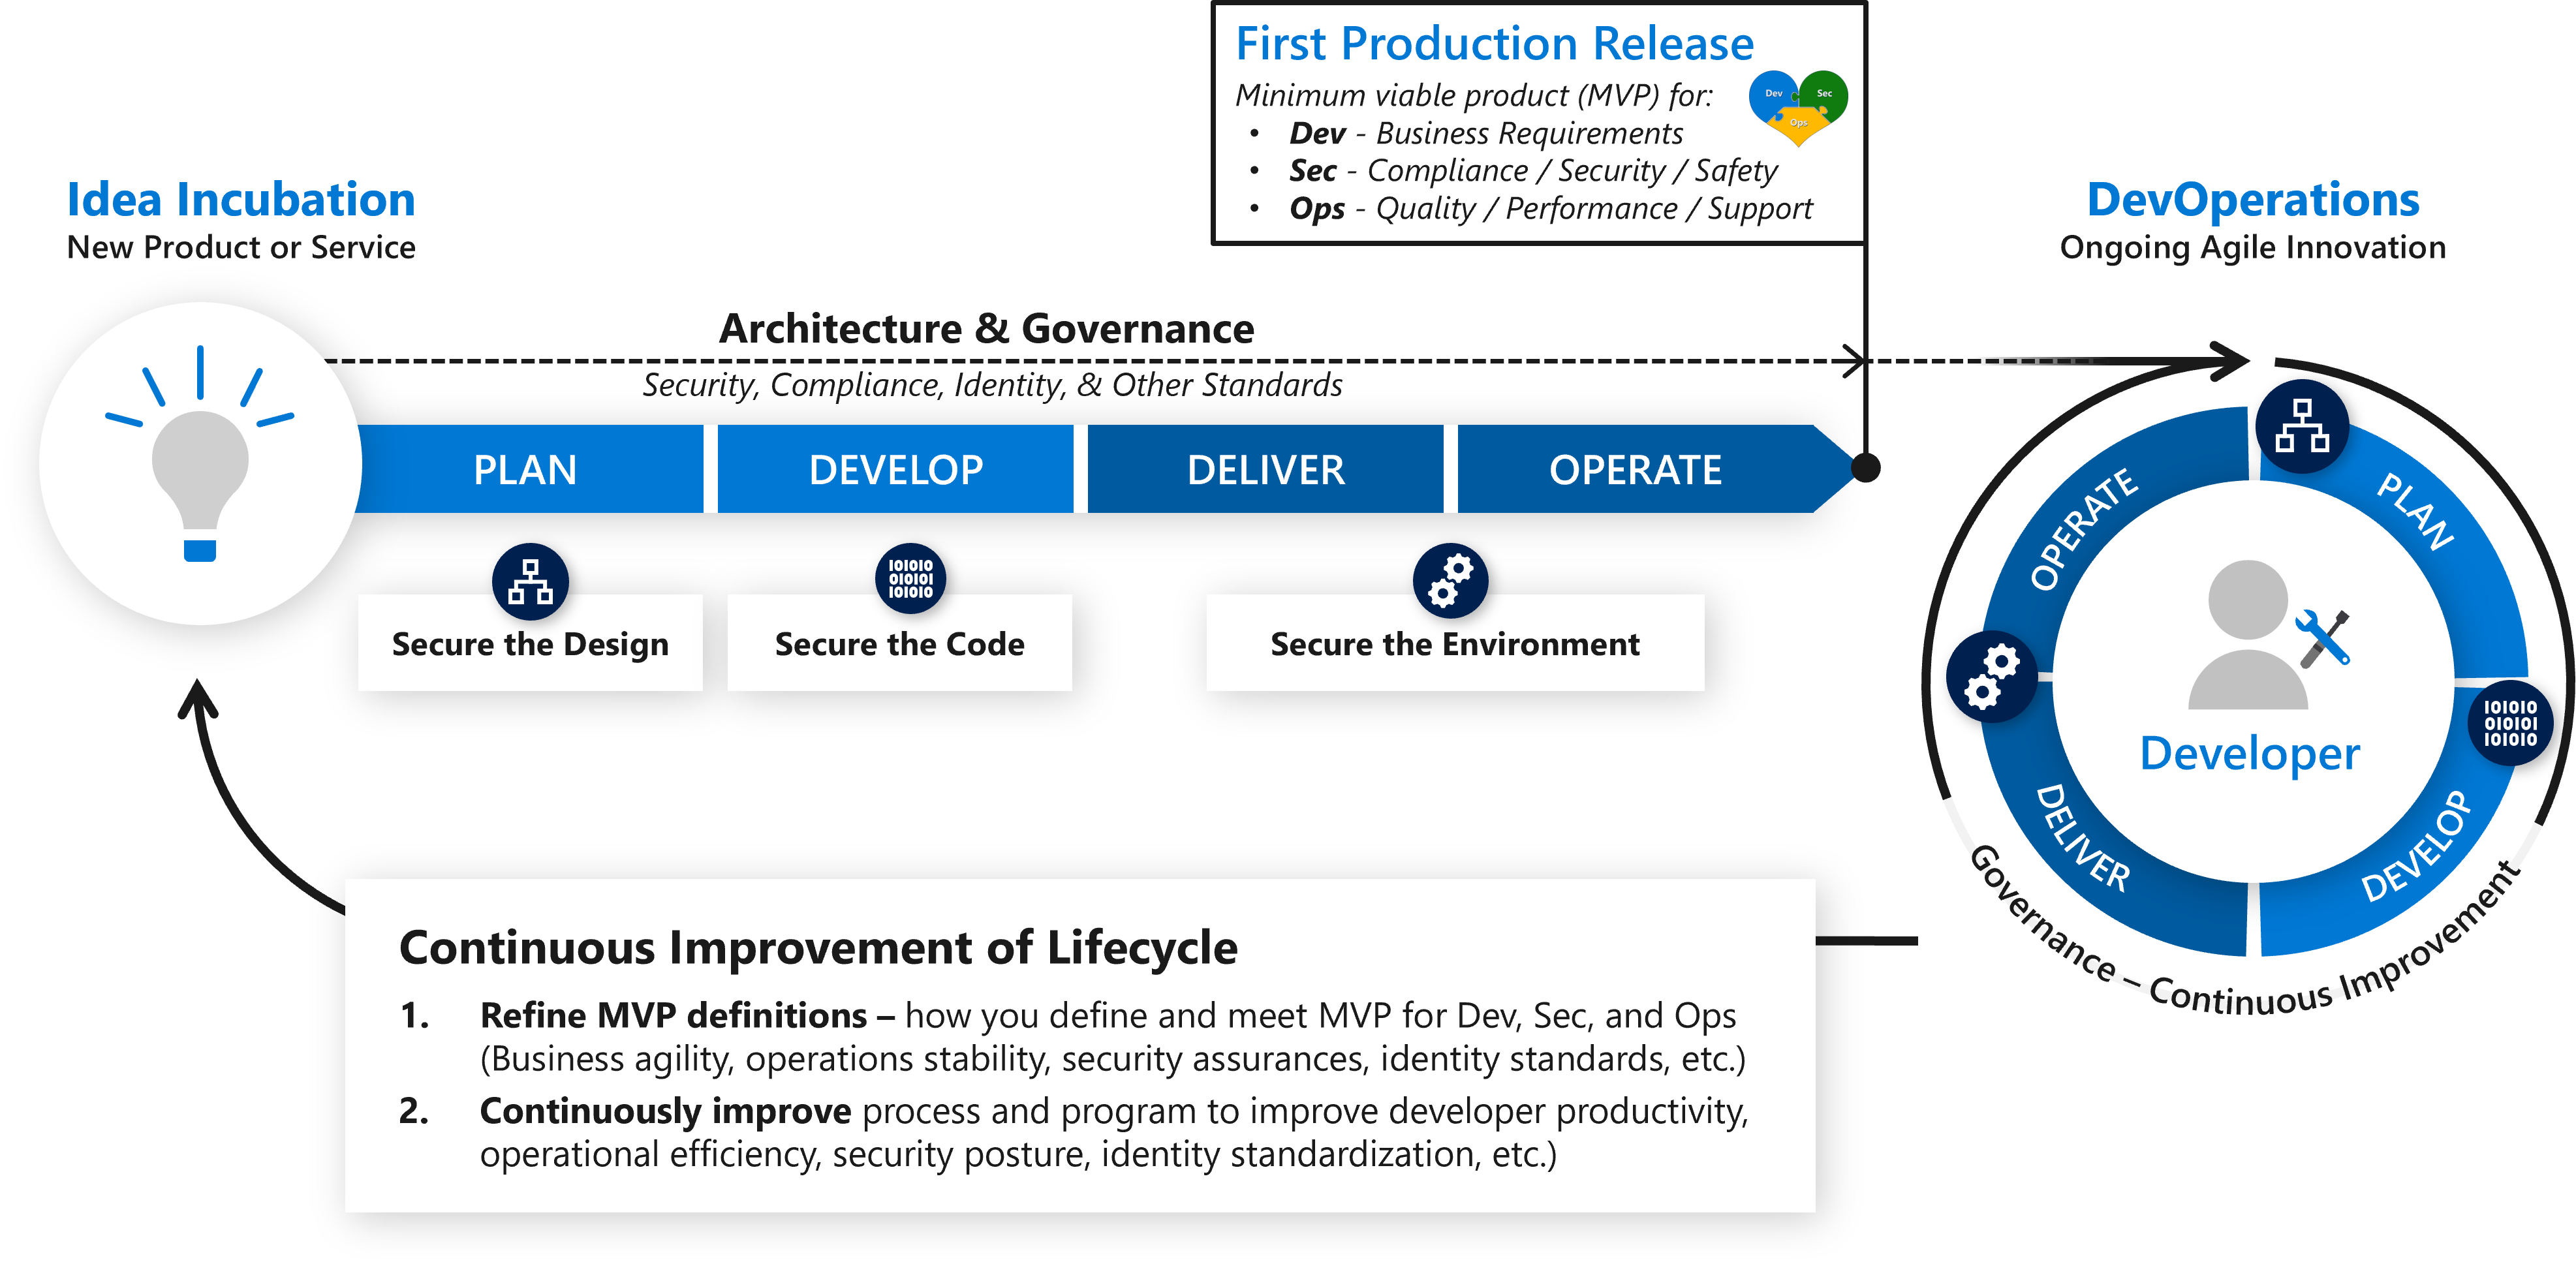 First Production Release
Minimum viable product (MVP) for:
Dev
Sec
Ops
• Dev - Business Requirements
• Sec - Compliance / Security / Safety
• Ops - Quality / Performance / Support
Idea Incubation
New Product or Service
DevOperations
Ongoing Agile Innovation
Architecture & Governance
Security, Compliance, Identity, & Other Standards
PLAN
DEVELOP
DELIVER
OPERATE
Secure the Design
101010
010101
101010
Secure the Code
Secure the Environment
OPERATE
PLAN
101010
010101
101010
DEVELOP
DELIVER
Developer
Governance – Continuous Improvement
Continuous Improvement of Lifecycle
1. Refine MVP definitions – how you define and meet MVP for Dev, Sec, and Ops
(Business agility, operations stability, security assurances, identity standards, etc.)
2. Continuously improve process and program to improve developer productivity,
operational efficiency, security posture, identity standardization, etc.)